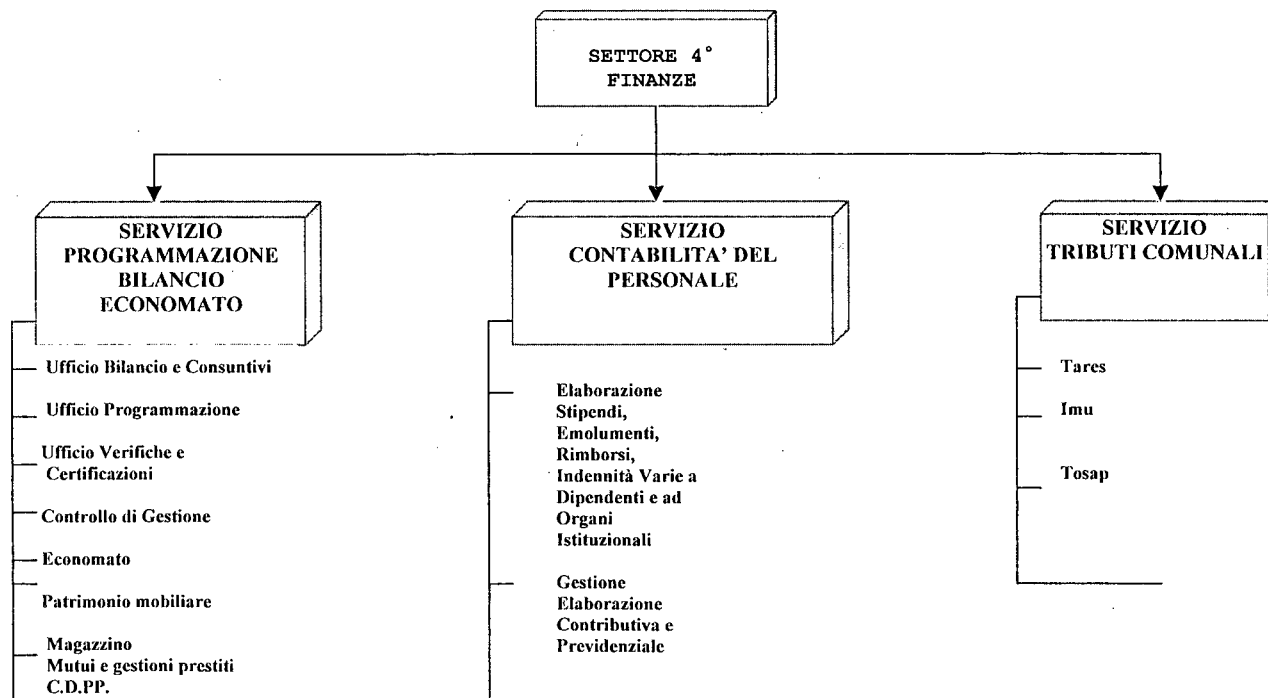 SETTORE 4°
FINANZE
SERVIZIO
PROGRAMMAZIONE
BILANCIO
ECONOMATO
Ufficio Bilancio e Consuntivi
Ufficio Programmazione
Ufficio Verifiche e
Certificazioni
Controllo di Gestione
Economato
Patrimonio mobiliare
Magazzino
Mutui e gestioni prestiti
C.D.PP.
SERVIZIO
CONTABILITA' DEL
PERSONALE
Elaborazione
Stipendi,
Emolumenti,
Rimborsi,
Indennità Varie a
Dipendenti e ad
Organi
Istituzionali
Gestione
Elaborazione
Contributiva e
Previdenziale
SERVIZIO
TRIBUTI COMUNALI
Tares
Imu
Tosap